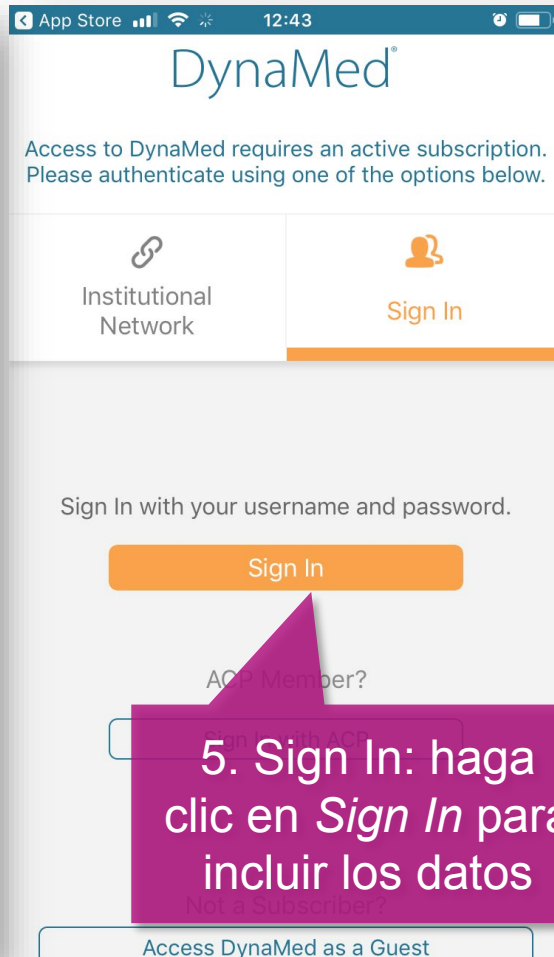 App Store 12:43
DynaMed®
Access to DynaMed requires an active subscription.
Please authenticate using one of the options below.
Institutional
Network
Sign In
Sign In with your username and password.
Sign In
ACP Member?
Sign In with ACP
5. Sign In: haga
clic en Sign In para
incluir los datos
Not a Subscriber?
Access DynaMed as a Guest